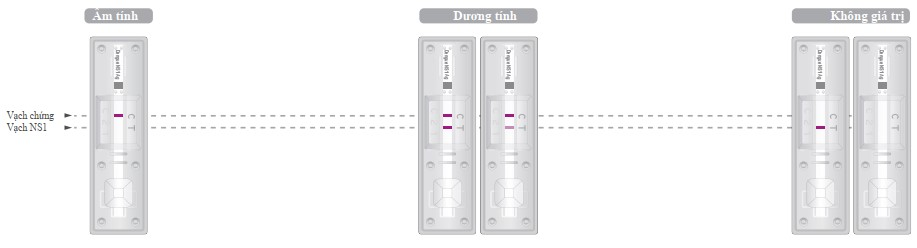 Âm tính
Dương tính
Không giá trị
Vạch chứng
Vạch NS1
C T
C T
C T
C T
C T